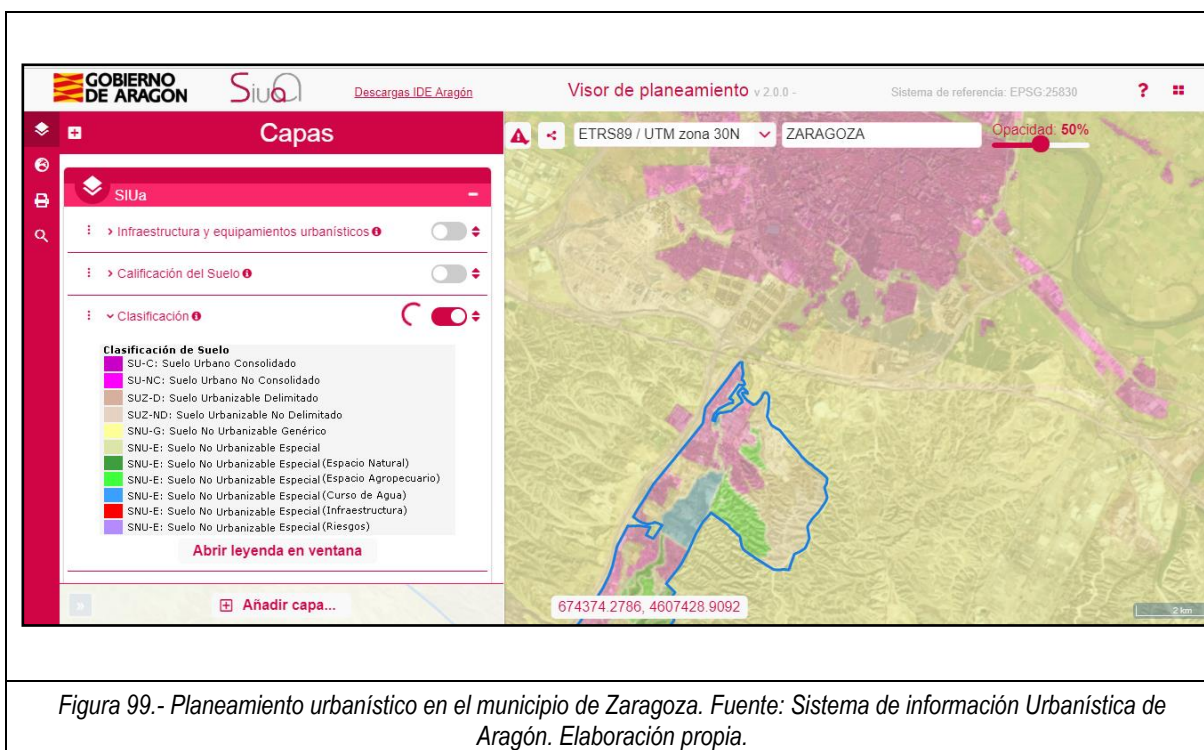 GOBIERNO
DE ARAGON
Siua
Descargas IDE Aragón
Visor de planeamiento v 2.0.0 -
Sistema de referencia: EPSG:25830
?
Capas
ETRS89 / UTM zona 30N
ZARAGOZA
Opacidad: 50%
SIUa
Infraestructura y equipamientos urbanísticos
Calificación del Suelo
Clasificación
Clasificación de Suelo
SU-C: Suelo Urbano Consolidado
SU-NC: Suelo Urbano No Consolidado
SUZ-D: Suelo Urbanizable Delimitado
SUZ-ND: Suelo Urbanizable No Delimitado
SNU-G: Suelo No Urbanizable Genérico
SNU-E: Suelo No Urbanizable Especial
SNU-E: Suelo No Urbanizable Especial (Espacio Natural)
SNU-E: Suelo No Urbanizable Especial (Espacio Agropecuario)
SNU-E: Suelo No Urbanizable Especial (Curso de Agua)
SNU-E: Suelo No Urbanizable Especial (Infraestructura)
SNU-E: Suelo No Urbanizable Especial (Riesgos)
Abrir leyenda en ventana
Añadir capa...
674374.2786, 4607428.9092
2 km
Figura 99.- Planeamiento urbanístico en el municipio de Zaragoza. Fuente: Sistema de información Urbanística de
Aragón. Elaboración propia.